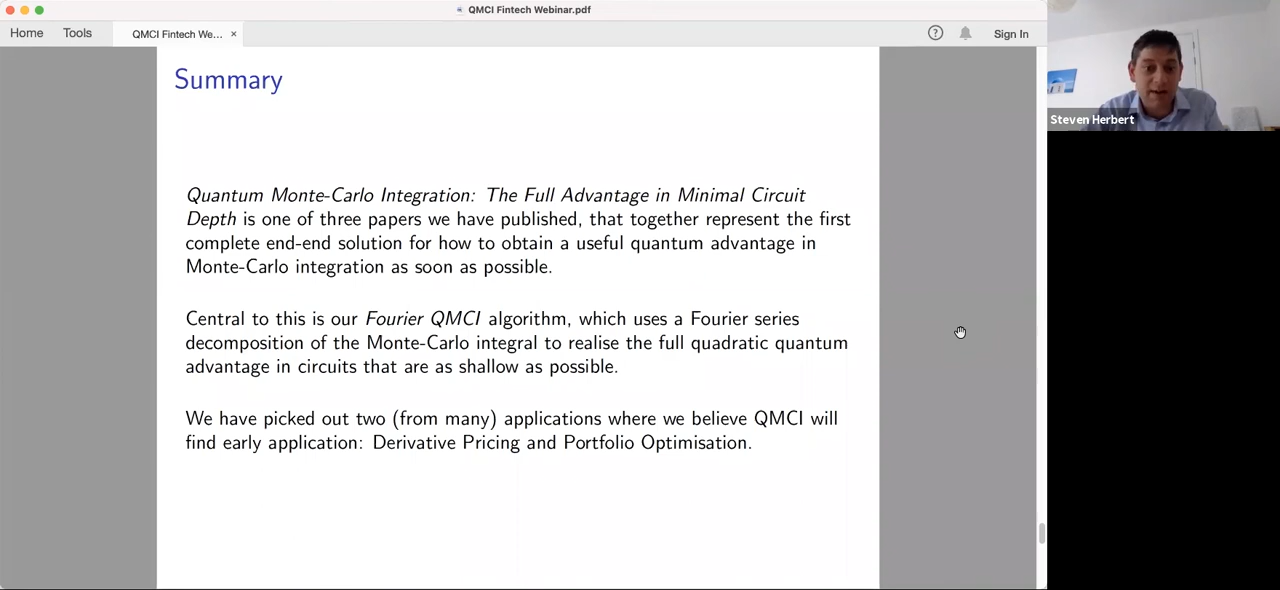 QMCI Fintech Webinar.pdf
Home
Tools
QMCI Fintech We... ×
?
Sign In
Summary
Quantum Monte-Carlo Integration: The Full Advantage in Minimal Circuit
Depth is one of three papers we have published, that together represent the first
complete end-end solution for how to obtain a useful quantum advantage in
Monte-Carlo integration as soon as possible.
Central to this is our Fourier QMCI algorithm, which uses a Fourier series
decomposition of the Monte-Carlo integral to realise the full quadratic quantum
advantage in circuits that are as shallow as possible.
We have picked out two (from many) applications where we believe QMCI will
find early application: Derivative Pricing and Portfolio Optimisation.
Steven Herbert